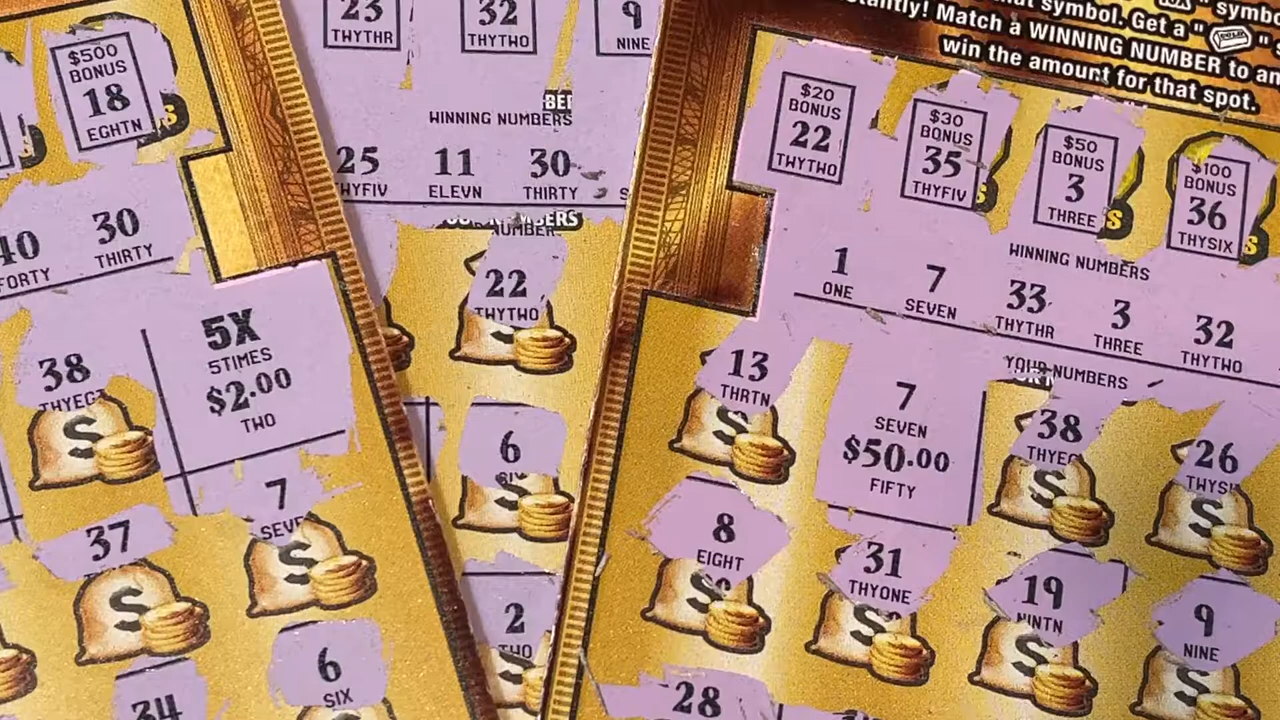 $500
BONUS
18
EGHTN
40 30
FORTY THIRTY
38
5X
5TIMES
$2.00
TWO
37
7
34
6
SIX
23 32 9
THYTHR THYTWO NINE
WINNING NUMBERS
25 11 30
ELEVN THIRTY
22
THYTWO
6
2
TWO
symbol. Get a "
Match a WINNING NUMBER to
win the amount for that spot.
$20 $30 $50 $100
BONUS BONUS BONUS BONUS
22 35 3 36
THYTWO THYFIV THREE THYSIX
WINNING NUMBERS
1 7 33 3 32
ONE SEVEN THYTHR THREE THYTWO
YOUR NUMBERS
13 7 38 26
THRTN SEVEN
$50.00
FIFTY
8 31 19 9
EIGHT THYONE NINTN NINE
28